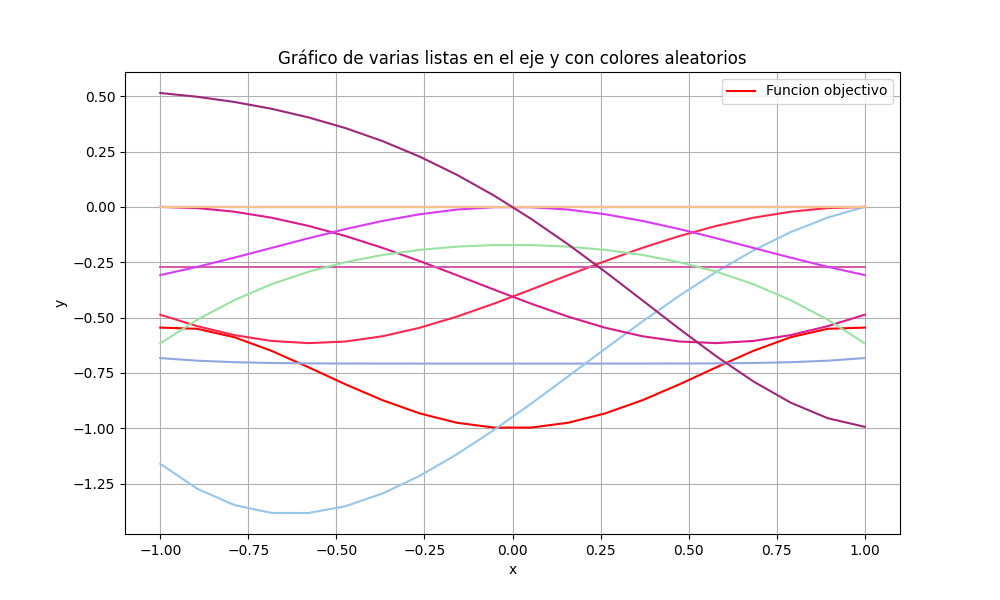 Gráfico de varias listas en el eje y con colores aleatorios
Funcion objectivo
0.50
0.25
0.00
−0.25
−0.50
−0.75
−1.00
−1.25
y
−1.00 −0.75 −0.50 −0.25 0.00 0.25 0.50 0.75 1.00
x